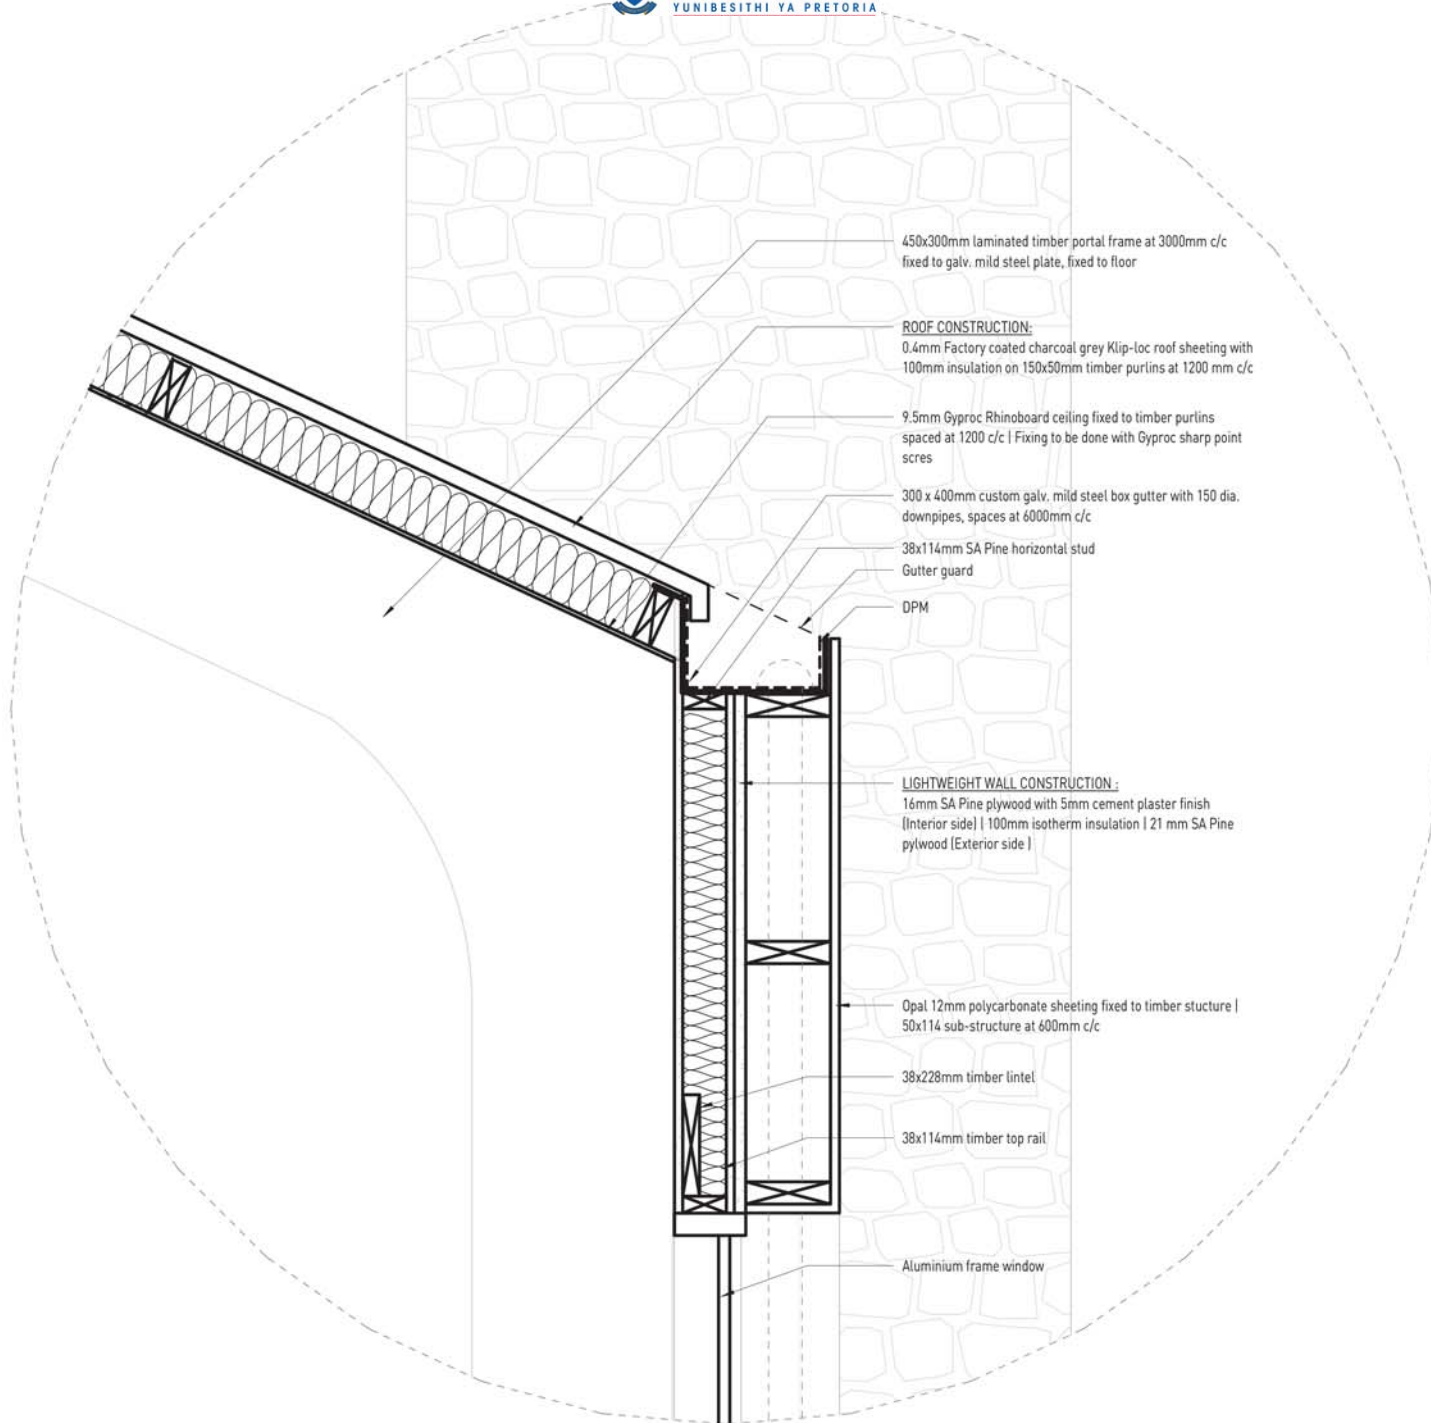 YUNIBESITHI YA PRETORIA
450x300mm laminated timber portal frame at 3000mm c/c
fixed to galv. mild steel plate, fixed to floor
ROOF CONSTRUCTION:
0.4mm Factory coated charcoal grey Klip-loc roof sheeting with
100mm insulation on 150x50mm timber purlins at 1200 mm c/c
9.5mm Gyproc Rhinoboard ceiling fixed to timber purlins
spaced at 1200 c/c | Fixing to be done with Gyproc sharp point
scres
300 x 400mm custom galv. mild steel box gutter with 150 dia.
downpipes, spaces at 6000mm c/c
38x114mm SA Pine horizontal stud
Gutter guard
DPM
LIGHTWEIGHT WALL CONSTRUCTION :
16mm SA Pine plywood with 5mm cement plaster finish
(Interior side) | 100mm isotherm insulation | 21 mm SA Pine
pylwood (Exterior side )
Opal 12mm polycarbonate sheeting fixed to timber stucture |
50x114 sub-structure at 600mm c/c
38x228mm timber lintel
38x114mm timber top rail
Aluminium frame window